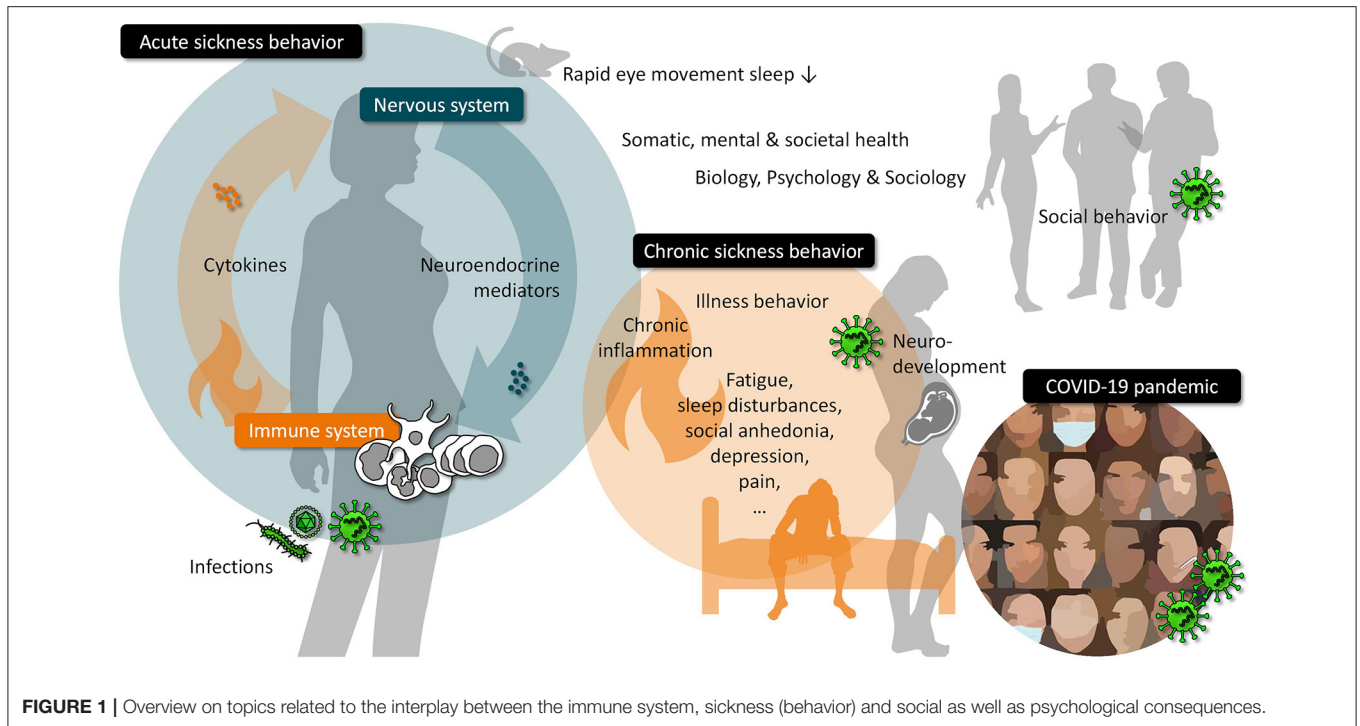 Acute sickness behavior
Nervous system
Rapid eye movement sleep ↓
Somatic, mental & societal health
Biology, Psychology & Sociology
Social behavior
Cytokines
Neuroendocrine
mediators
Immune system
Infections
Chronic sickness behavior
Illness behavior
Chronic
inflammation
Neuro-
development
Fatigue,
sleep disturbances,
social anhedonia,
depression,
pain,
...
COVID-19 pandemic
FIGURE 1 | Overview on topics related to the interplay between the immune system, sickness (behavior) and social as well as psychological consequences.